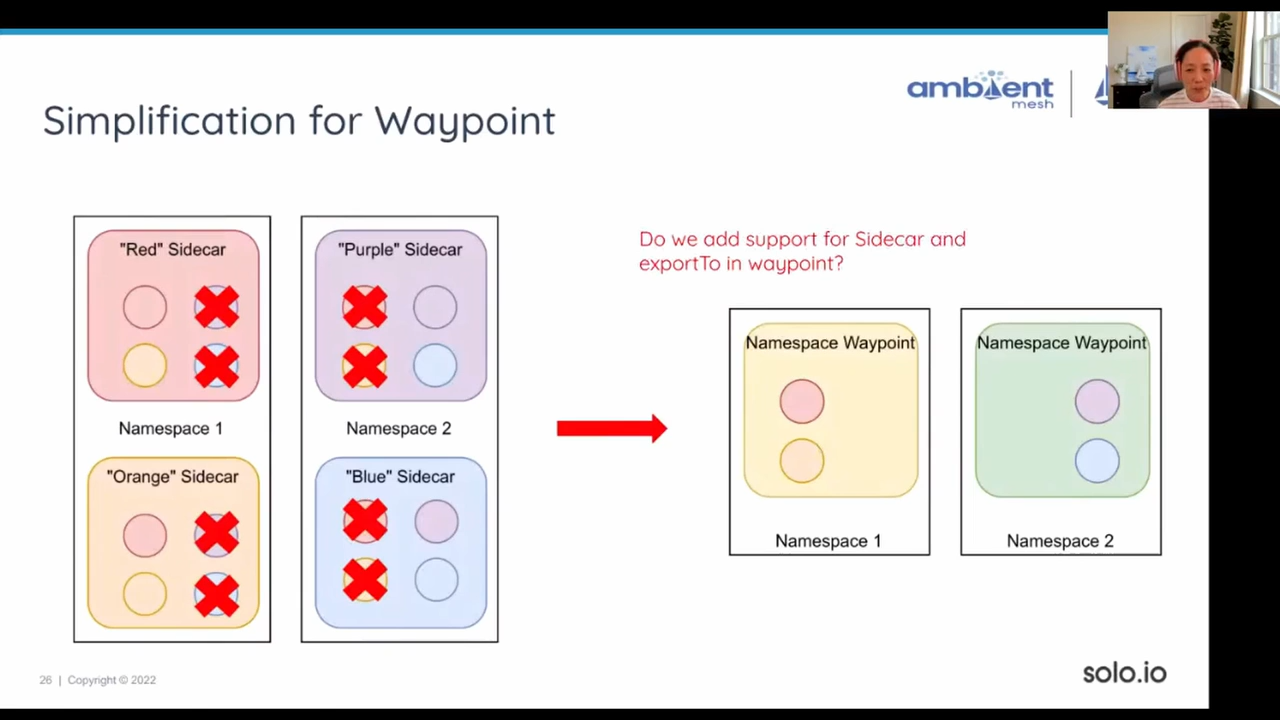 ambient
mesh
Simplification for Waypoint
"Red" Sidecar
"Purple" Sidecar
Namespace 1
Namespace 2
"Orange" Sidecar
"Blue" Sidecar
Do we add support for Sidecar and
exportTo in waypoint?
Namespace Waypoint
Namespace Waypoint
Namespace 1
Namespace 2
26 | Copyright © 2022
solo.io